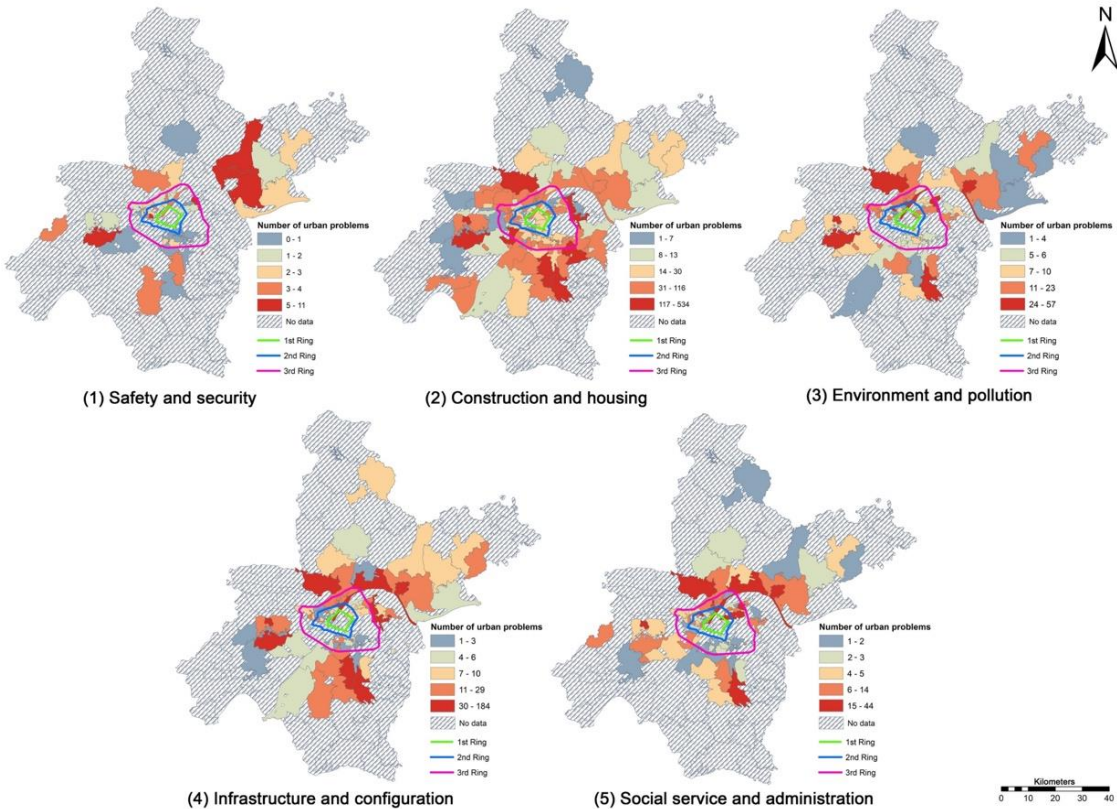 N
Number of urban problems
0 - 1
1 - 2
2 - 3
3 - 4
5 - 11
No data
1st Ring
2nd Ring
3rd Ring
(1) Safety and security
Number of urban problems
1 - 7
8 - 13
14 - 30
31 - 116
117 - 534
No data
1st Ring
2nd Ring
3rd Ring
(2) Construction and housing
Number of urban problems
1 - 4
5 - 6
7 - 10
11 - 23
24 - 57
No data
1st Ring
2nd Ring
3rd Ring
(3) Environment and pollution
Number of urban problems
1 - 3
4 - 6
7 - 10
11 - 29
30 - 184
No data
1st Ring
2nd Ring
3rd Ring
(4) Infrastructure and configuration
Number of urban problems
1 - 2
2 - 3
4 - 5
6 - 14
15 - 44
No data
1st Ring
2nd Ring
3rd Ring
(5) Social service and administration
Kilometers
0 5 10 20 30 40